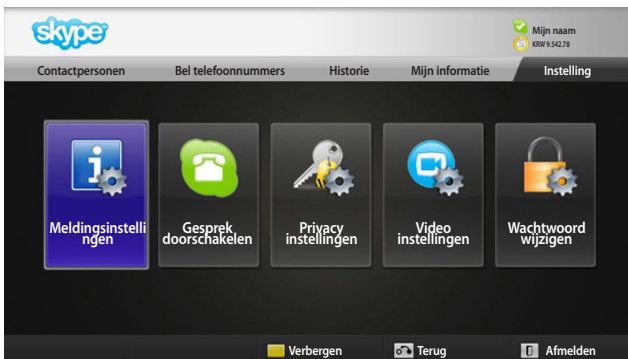 skype
Mijn naam
KRW 9.542.78
Contactpersonen Bel telefoonnummers Historie Mijn informatie Instelling
Meldingsinstelli
ngen
Gesprek
doorschakelen
Privacy
instellingen
Video
instellingen
Wachtwoord
wijzigen
Verbergen Terug Afmelden